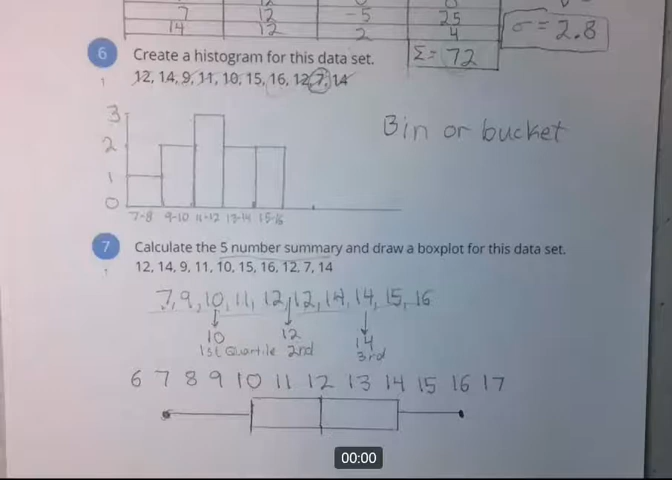 7 12 -5 25
14 12 2 4
σ = 2.8
Σ = 72
6 Create a histogram for this data set.
12, 14, 9, 11, 10, 15, 16, 12, 7, 14
3
2
1
0
7-8 9-10 11-12 13-14 15-16
Bin or bucket
7 Calculate the 5 number summary and draw a boxplot for this data set.
12, 14, 9, 11, 10, 15, 16, 12, 7, 14
7, 9, 10, 11, 12, 12, 14, 14, 15, 16
10 12 14
1st Quartile 2nd 3rd
6 7 8 9 10 11 12 13 14 15 16 17
00:00